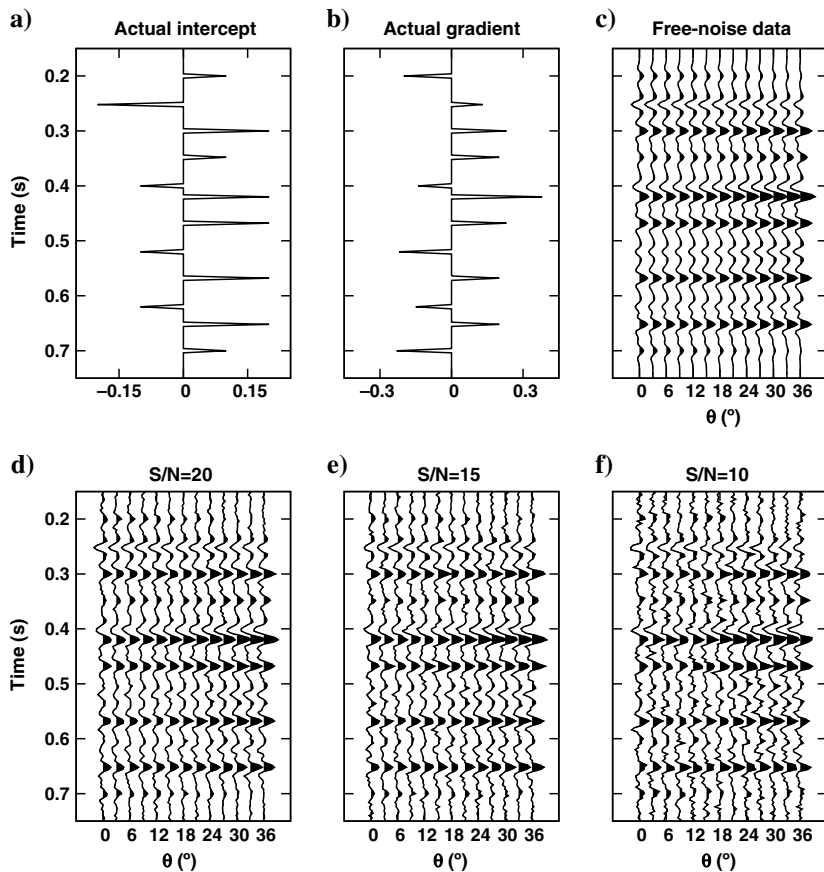 a) Actual intercept
b) Actual gradient
c) Free-noise data
Time (s)
0.2
0.3
0.4
0.5
0.6
0.7
−0.15 0 0.15
−0.3 0 0.3
0 6 12 18 24 30 36
θ (º)
d) S/N=20
e) S/N=15
f) S/N=10
Time (s)
0.2
0.3
0.4
0.5
0.6
0.7
0 6 12 18 24 30 36
θ (º)
0 6 12 18 24 30 36
θ (º)
0 6 12 18 24 30 36
θ (º)